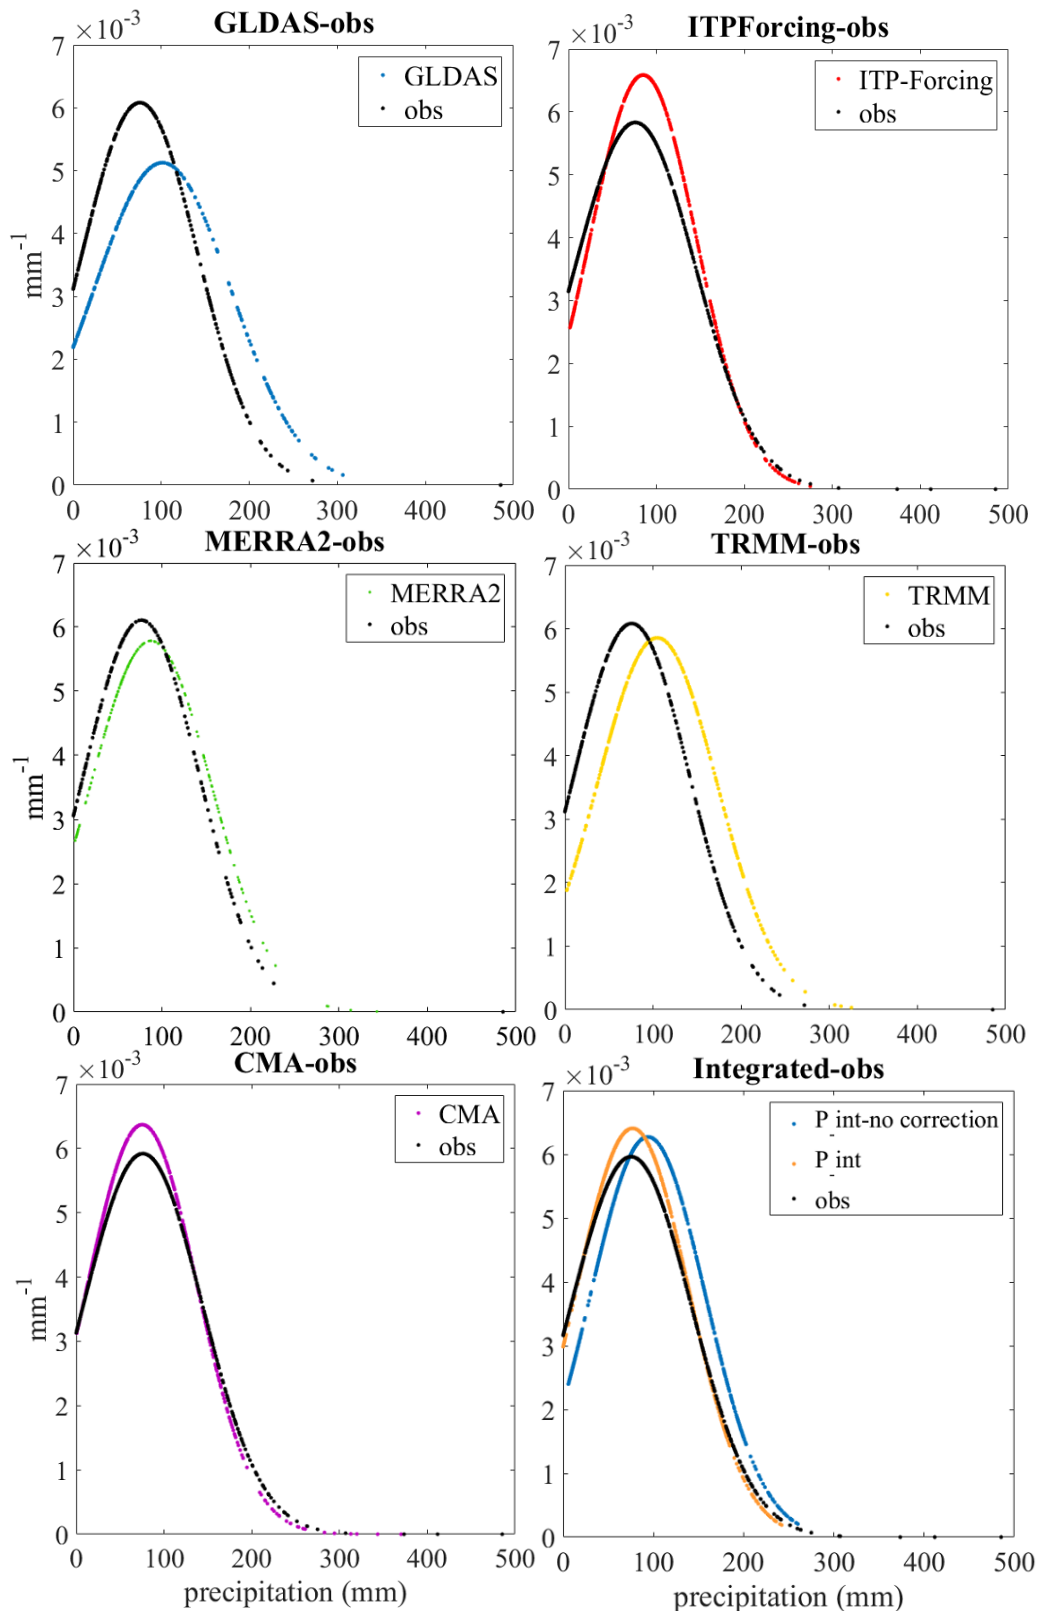 GLDAS-obs
×10⁻³
GLDAS
obs
7
6
5
4
3
2
1
0
mm⁻¹
0 100 200 300 400 500
ITPForcing-obs
×10⁻³
ITP-Forcing
obs
7
6
5
4
3
2
1
0
0 100 200 300 400 500
MERRA2-obs
×10⁻³
MERRA2
obs
7
6
5
4
3
2
1
0
mm⁻¹
0 100 200 300 400 500
TRMM-obs
×10⁻³
TRMM
obs
7
6
5
4
3
2
1
0
0 100 200 300 400 500
CMA-obs
×10⁻³
CMA
obs
7
6
5
4
3
2
1
0
mm⁻¹
0 100 200 300 400 500
precipitation (mm)
Integrated-obs
×10⁻³
P_int-no correction
P_int
obs
7
6
5
4
3
2
1
0
0 100 200 300 400 500
precipitation (mm)